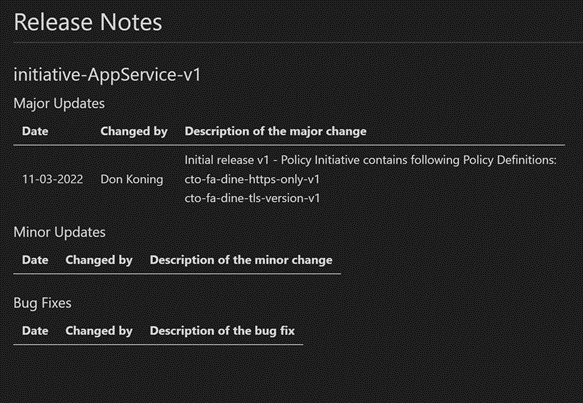 Release Notes
initiative-AppService-v1
Major Updates
Date Changed by Description of the major change
Initial release v1 - Policy Initiative contains following Policy Definitions:
11-03-2022 Don Koning cto-fa-dine-https-only-v1
cto-fa-dine-tls-version-v1
Minor Updates
Date Changed by Description of the minor change
Bug Fixes
Date Changed by Description of the bug fix